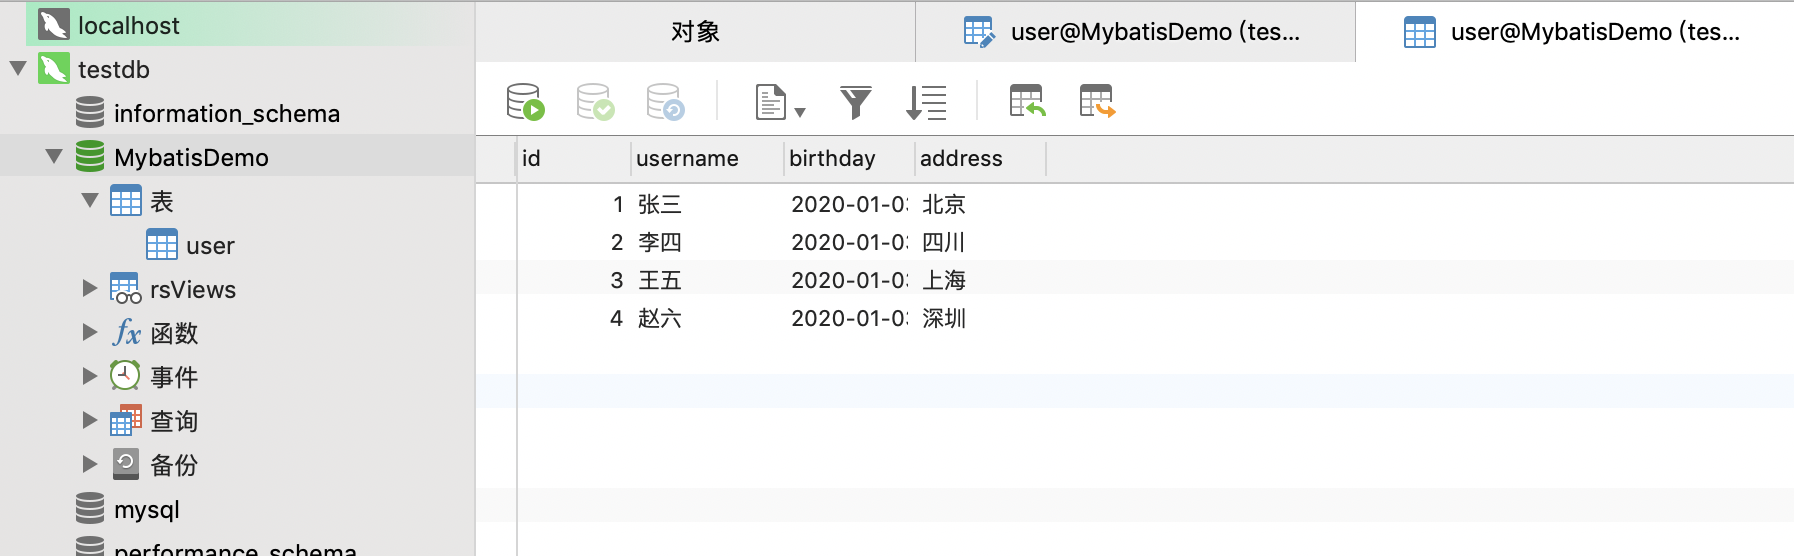 localhost
testdb
information_schema
MybatisDemo
表
user
rsViews
函数
事件
查询
备份
mysql
performance_schema
对象
user@MybatisDemo (tes...
user@MybatisDemo (tes...
id username birthday address
1 张三 2020-01-0 北京
2 李四 2020-01-0 四川
3 王五 2020-01-0 上海
4 赵六 2020-01-0 深圳